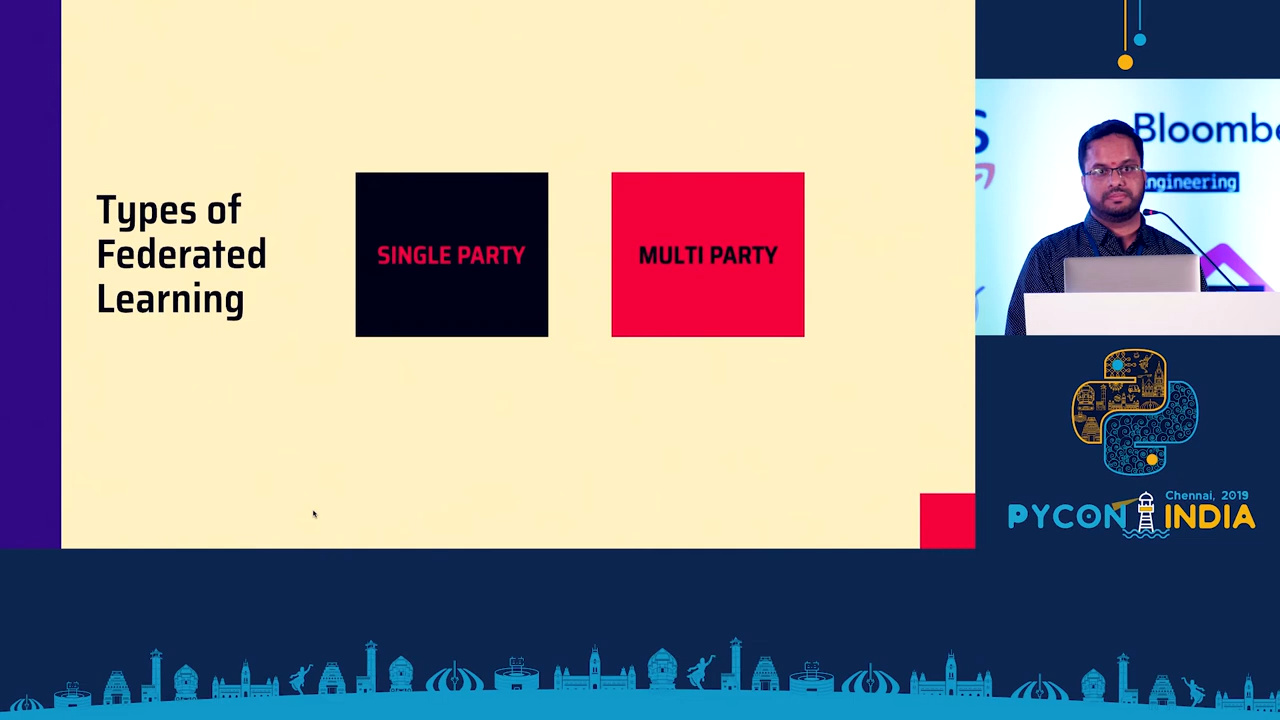 Types of
Federated
Learning
SINGLE PARTY
MULTI PARTY
S
Bloombe
ngineering
Chennai, 2019
PYCON INDIA